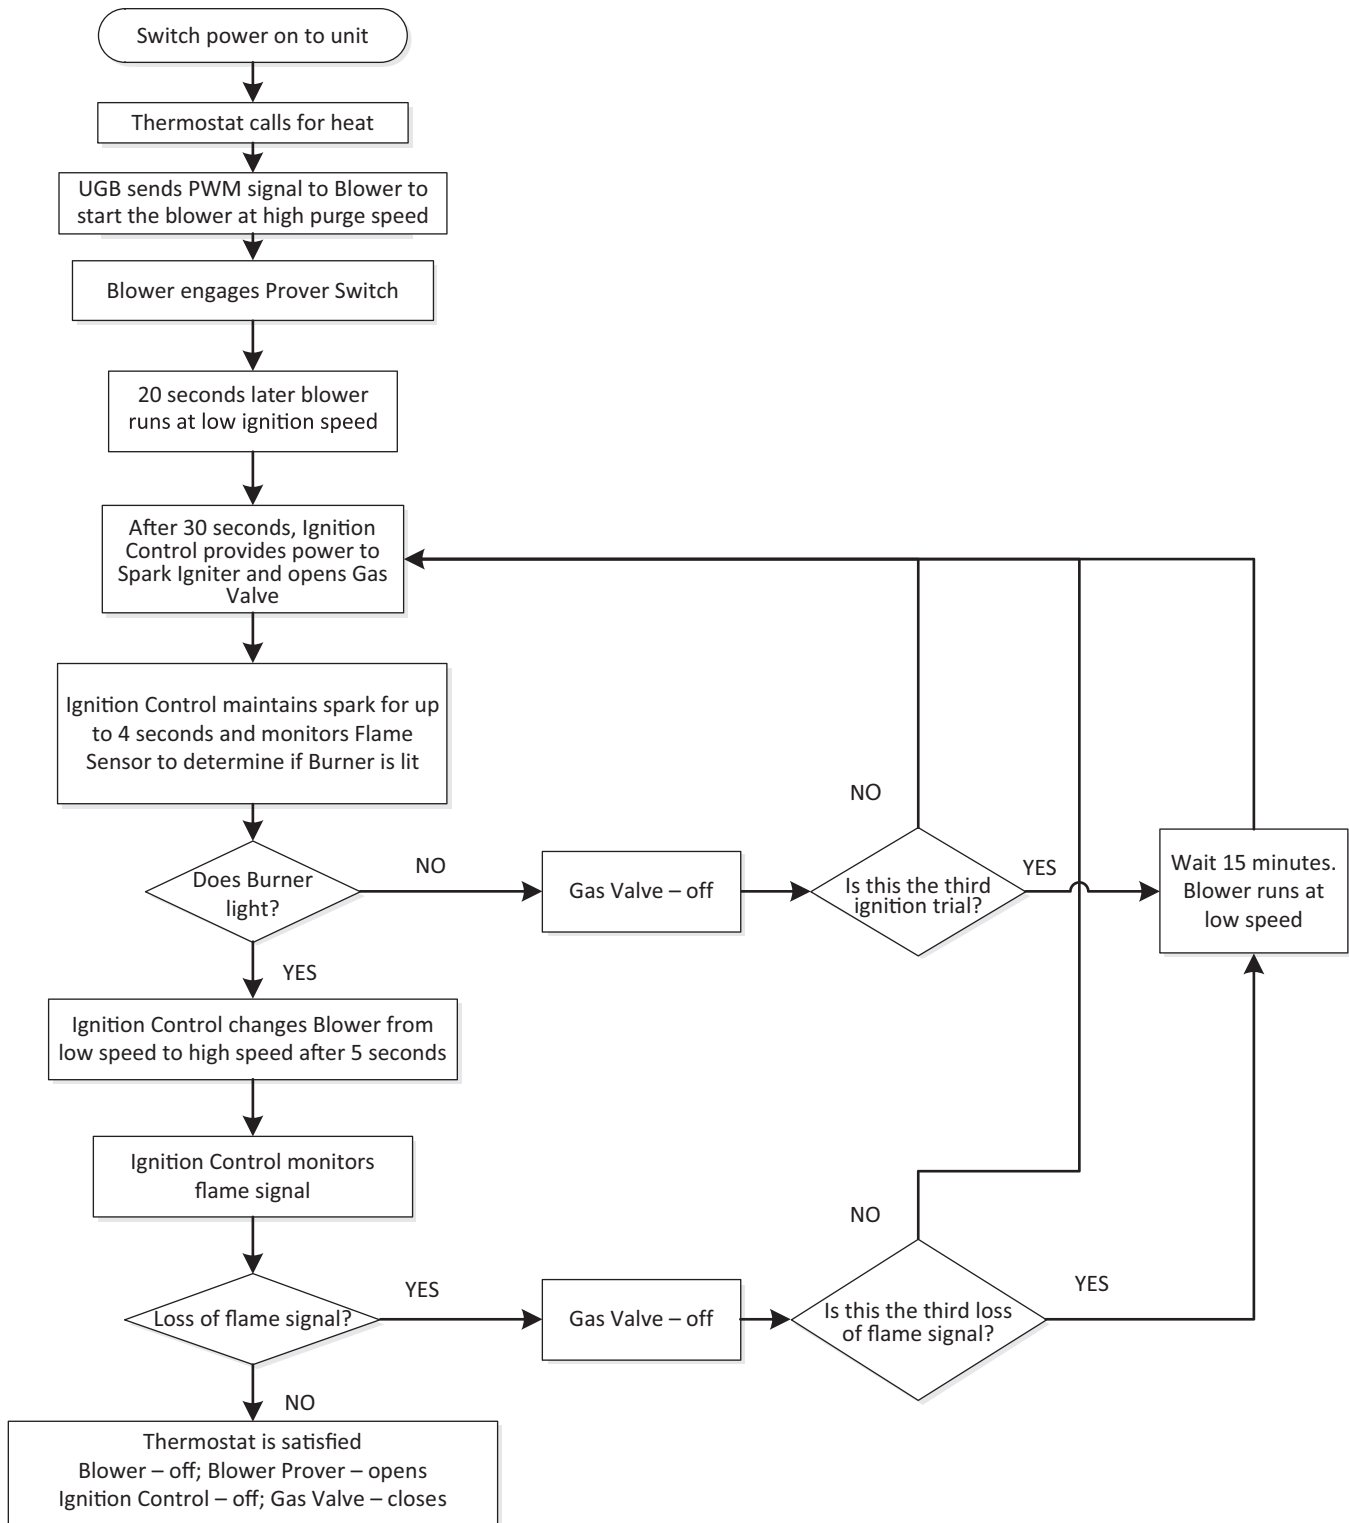 Switch power on to unit
Thermostat calls for heat
UGB sends PWM signal to Blower to
start the blower at high purge speed
Blower engages Prover Switch
20 seconds later blower
runs at low ignition speed
After 30 seconds, Ignition
Control provides power to
Spark Igniter and opens Gas
Valve
Ignition Control maintains spark for up
to 4 seconds and monitors Flame
Sensor to determine if Burner is lit
Does Burner
light?
NO
Gas Valve – off
Is this the third
ignition trial?
NO
YES
Wait 15 minutes.
Blower runs at
low speed
YES
Ignition Control changes Blower from
low speed to high speed after 5 seconds
Ignition Control monitors
flame signal
Loss of flame signal?
YES
Gas Valve – off
Is this the third loss
of flame signal?
NO
YES
NO
Thermostat is satisfied
Blower – off; Blower Prover – opens
Ignition Control – off; Gas Valve – closes